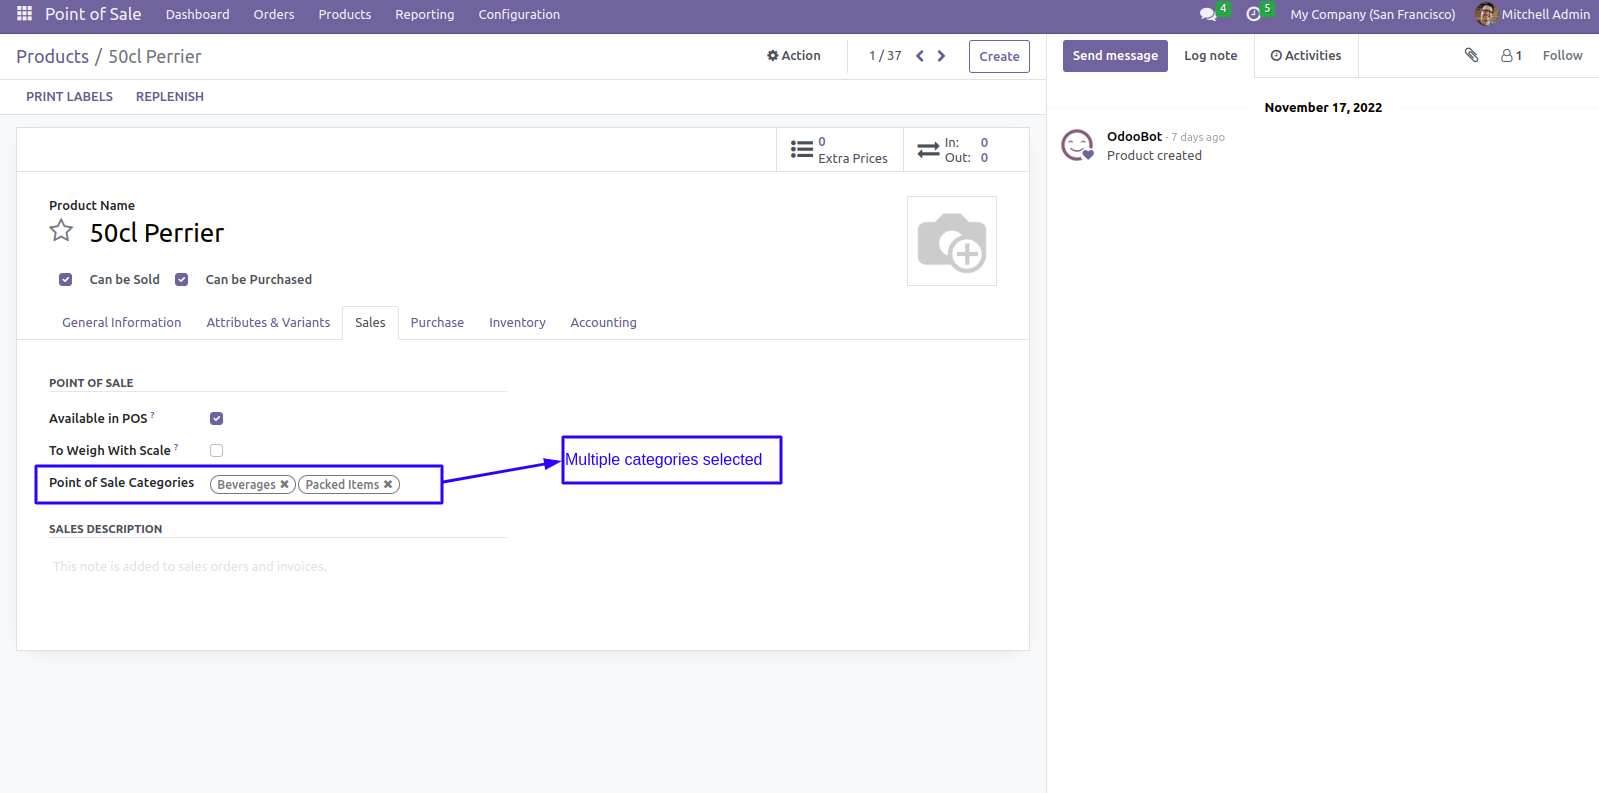 Point of Sale Dashboard Orders Products Reporting Configuration 4 5 My Company (San Francisco) Mitchell Admin
Products / 50cl Perrier Action 1 / 37 Create
Send message Log note Activities 1 Follow
PRINT LABELS REPLENISH
November 17, 2022
OdooBot - 7 days ago
Product created
0
Extra Prices
In: 0
Out: 0
Product Name
50cl Perrier
Can be Sold Can be Purchased
General Information Attributes & Variants Sales Purchase Inventory Accounting
POINT OF SALE
Available in POS ?
To Weigh With Scale ?
Point of Sale Categories Beverages Packed Items
Multiple categories selected
SALES DESCRIPTION
This note is added to sales orders and invoices.